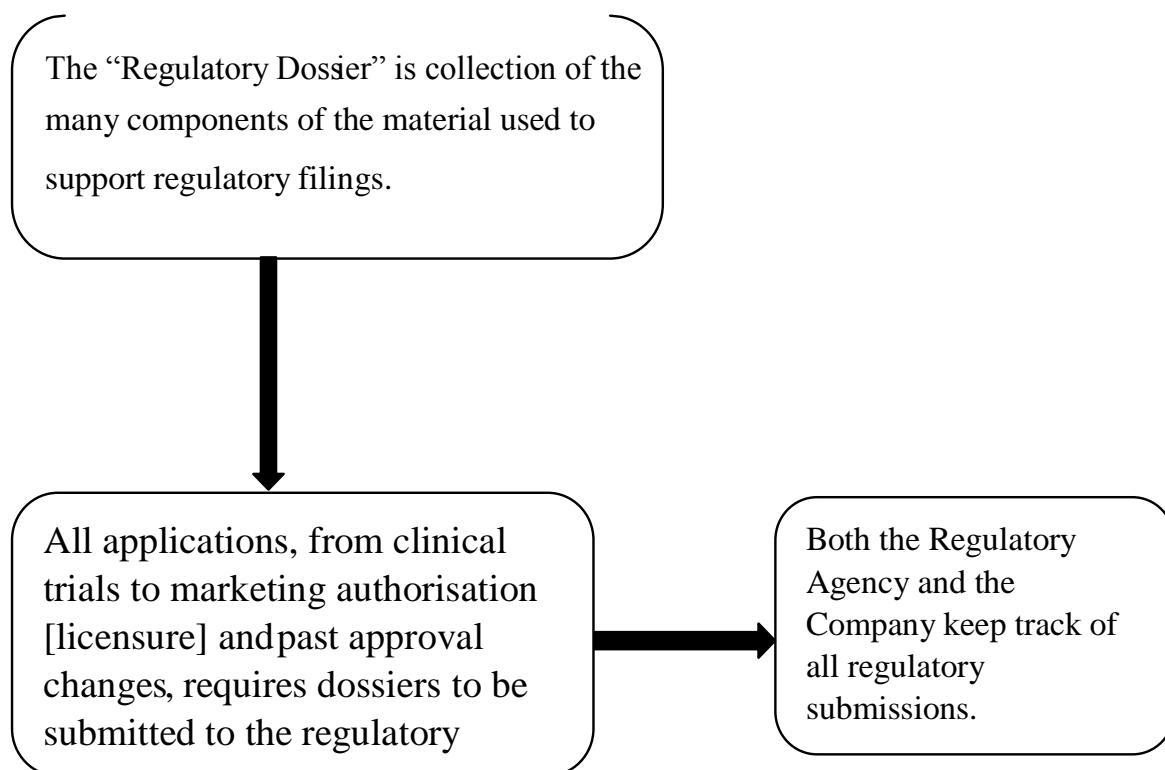 The “Regulatory Dossier” is collection of the
many components of the material used to
support regulatory filings.
All applications, from clinical
trials to marketing authorisation
[licensure] and past approval
changes, requires dossiers to be
submitted to the regulatory
Both the Regulatory
Agency and the
Company keep track of
all regulatory
submissions.